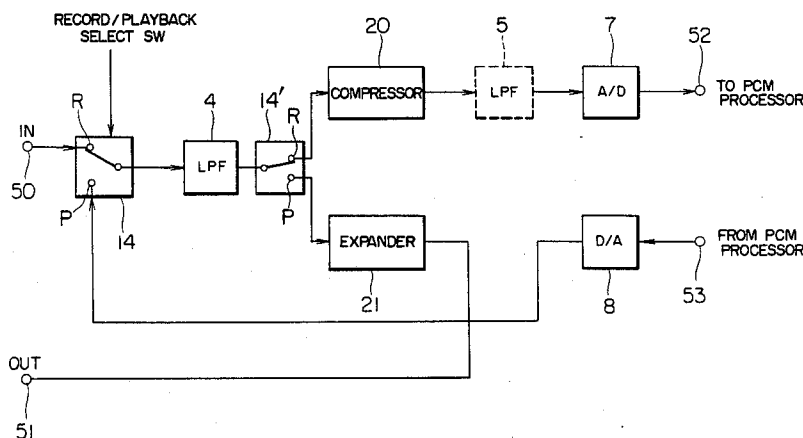 RECORD/PLAYBACK
SELECT SW
20
5
7
52
COMPRESSOR
LPF
A/D
TO PCM
PROCESSOR
IN
50
R
P
14
4
LPF
14'
R
P
EXPANDER
21
D/A
8
FROM PCM
PROCESSOR
53
OUT
51